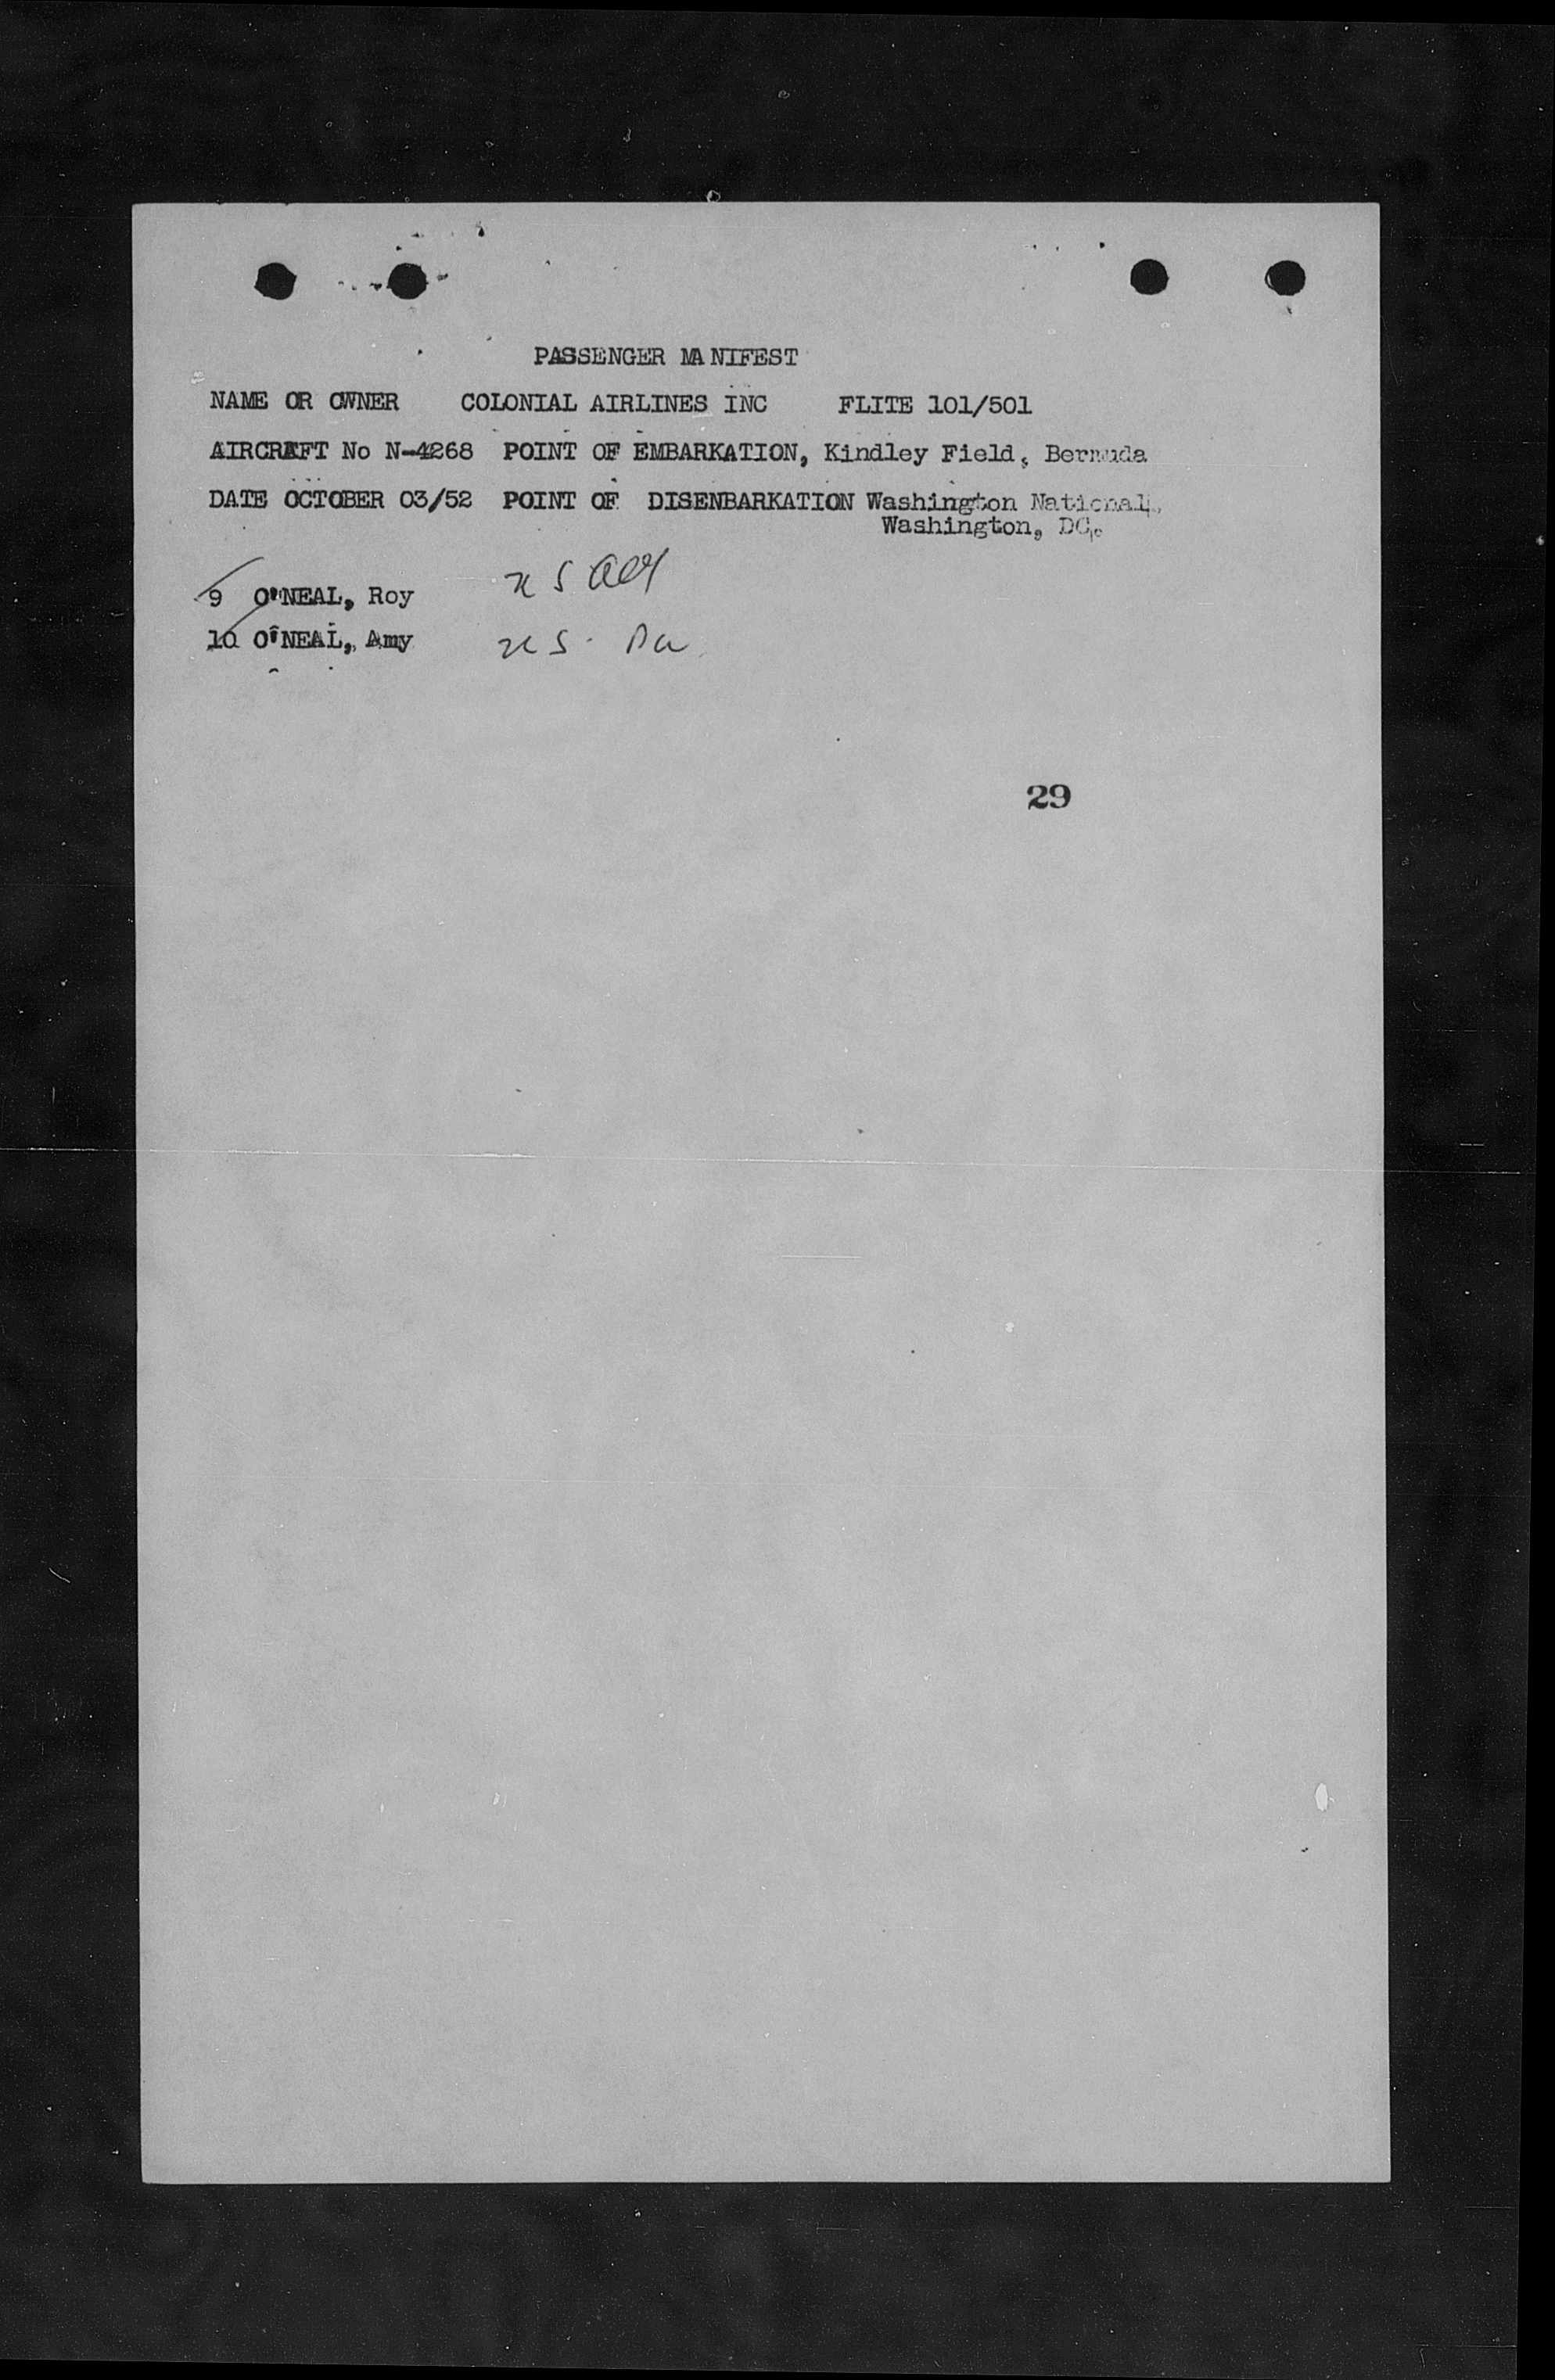 PASSENGER MANIFEST
NAME OR OWNER COLONIAL AIRLINES INC FLITE 101/501
AIRCRAFT No N-4268 POINT OF EMBARKATION, Kindley Field, Bermuda
DATE OCTOBER 03/52 POINT OF DISENBARKATION Washington National,
Washington, DC.
9 O'NEAL, Roy U S
10 O'NEAL, Amy U S.
29